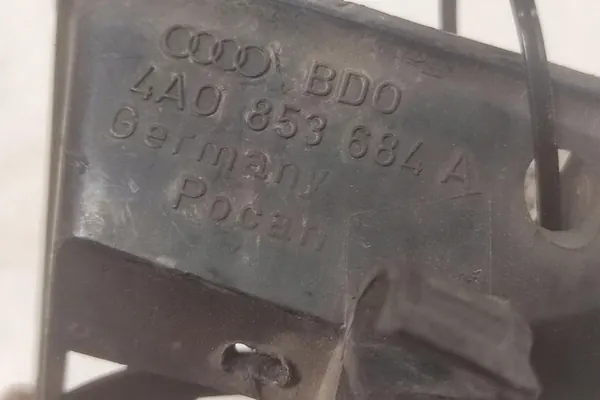 BDO
4A0 853 684 A
Germany
Pocan